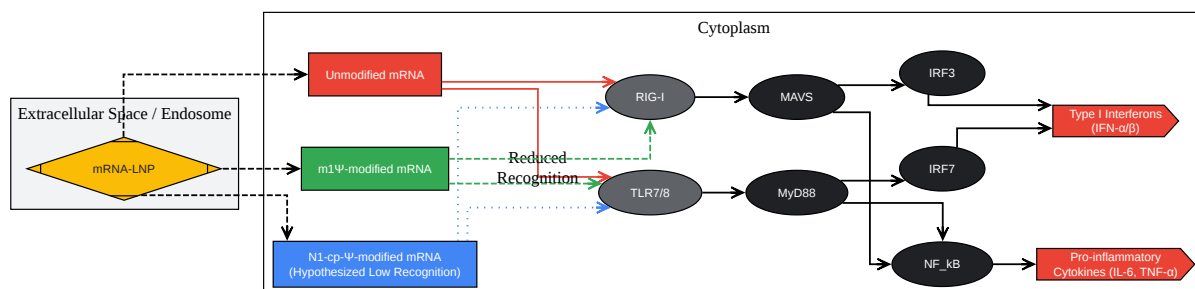 Cytoplasm
Extracellular Space / Endosome
mRNA-LNP
Unmodified mRNA
m1Ψ-modified mRNA
N1-cp-Ψ-modified mRNA
(Hypothesized Low Recognition)
Reduced
Recognition
RIG-I
TLR7/8
MAVS
MyD88
IRF3
IRF7
NF_kB
Type I Interferons
(IFN-α/β)
Pro-inflammatory
Cytokines (IL-6, TNF-α)